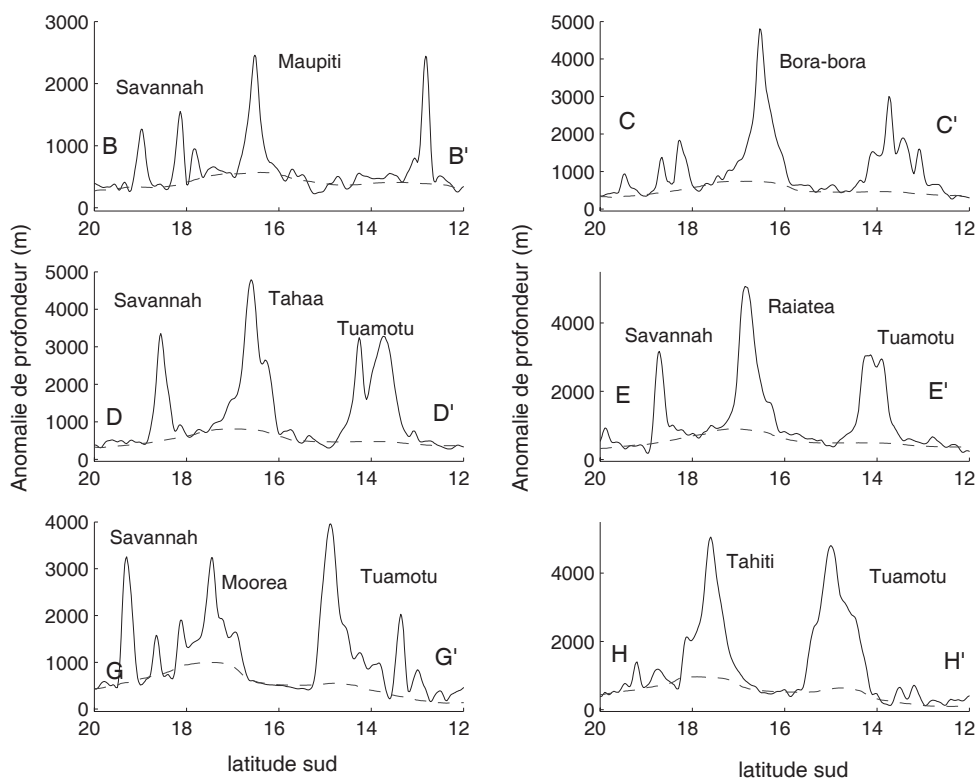 3000
2000
1000
0
Savannah
Maupiti
B
B'
20
18
16
14
12
5000
4000
3000
2000
1000
0
Bora-bora
C
C'
20
18
16
14
12
Anomalie de profondeur (m)
5000
4000
3000
2000
1000
0
Savannah
Tahaa
Tuamotu
D
D'
20
18
16
14
12
Anomalie de profondeur (m)
4000
2000
0
Savannah
Raiatea
Tuamotu
E
E'
20
18
16
14
12
4000
3000
2000
1000
0
Savannah
Moorea
Tuamotu
G
G'
20
18
16
14
12
latitude sud
4000
2000
0
Tahiti
Tuamotu
H
H'
20
18
16
14
12
latitude sud